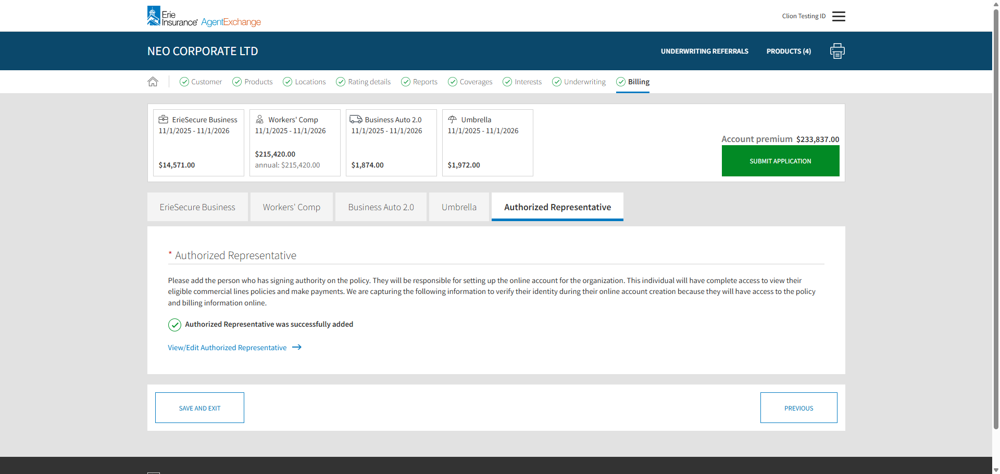 Erie
Insurance® AgentExchange
Clion Testing ID
NEO CORPORATE LTD
UNDERWRITING REFERRALS
PRODUCTS (4)
Customer
Products
Locations
Rating details
Reports
Coverages
Interests
Underwriting
Billing
ErieSecure Business
11/1/2025 - 11/1/2026
$14,571.00
Workers' Comp
11/1/2025 - 11/1/2026
$215,420.00
annual: $215,420.00
Business Auto 2.0
11/1/2025 - 11/1/2026
$1,874.00
Umbrella
11/1/2025 - 11/1/2026
$1,972.00
Account premium $233,837.00
SUBMIT APPLICATION
ErieSecure Business
Workers' Comp
Business Auto 2.0
Umbrella
Authorized Representative
* Authorized Representative
Please add the person who has signing authority on the policy. They will be responsible for setting up the online account for the organization. This individual will have complete access to view their
eligible commercial lines policies and make payments. We are capturing the following information to verify their identity during their online account creation because they will have access to the policy
and billing information online.
Authorized Representative was successfully added
View/Edit Authorized Representative
SAVE AND EXIT
PREVIOUS